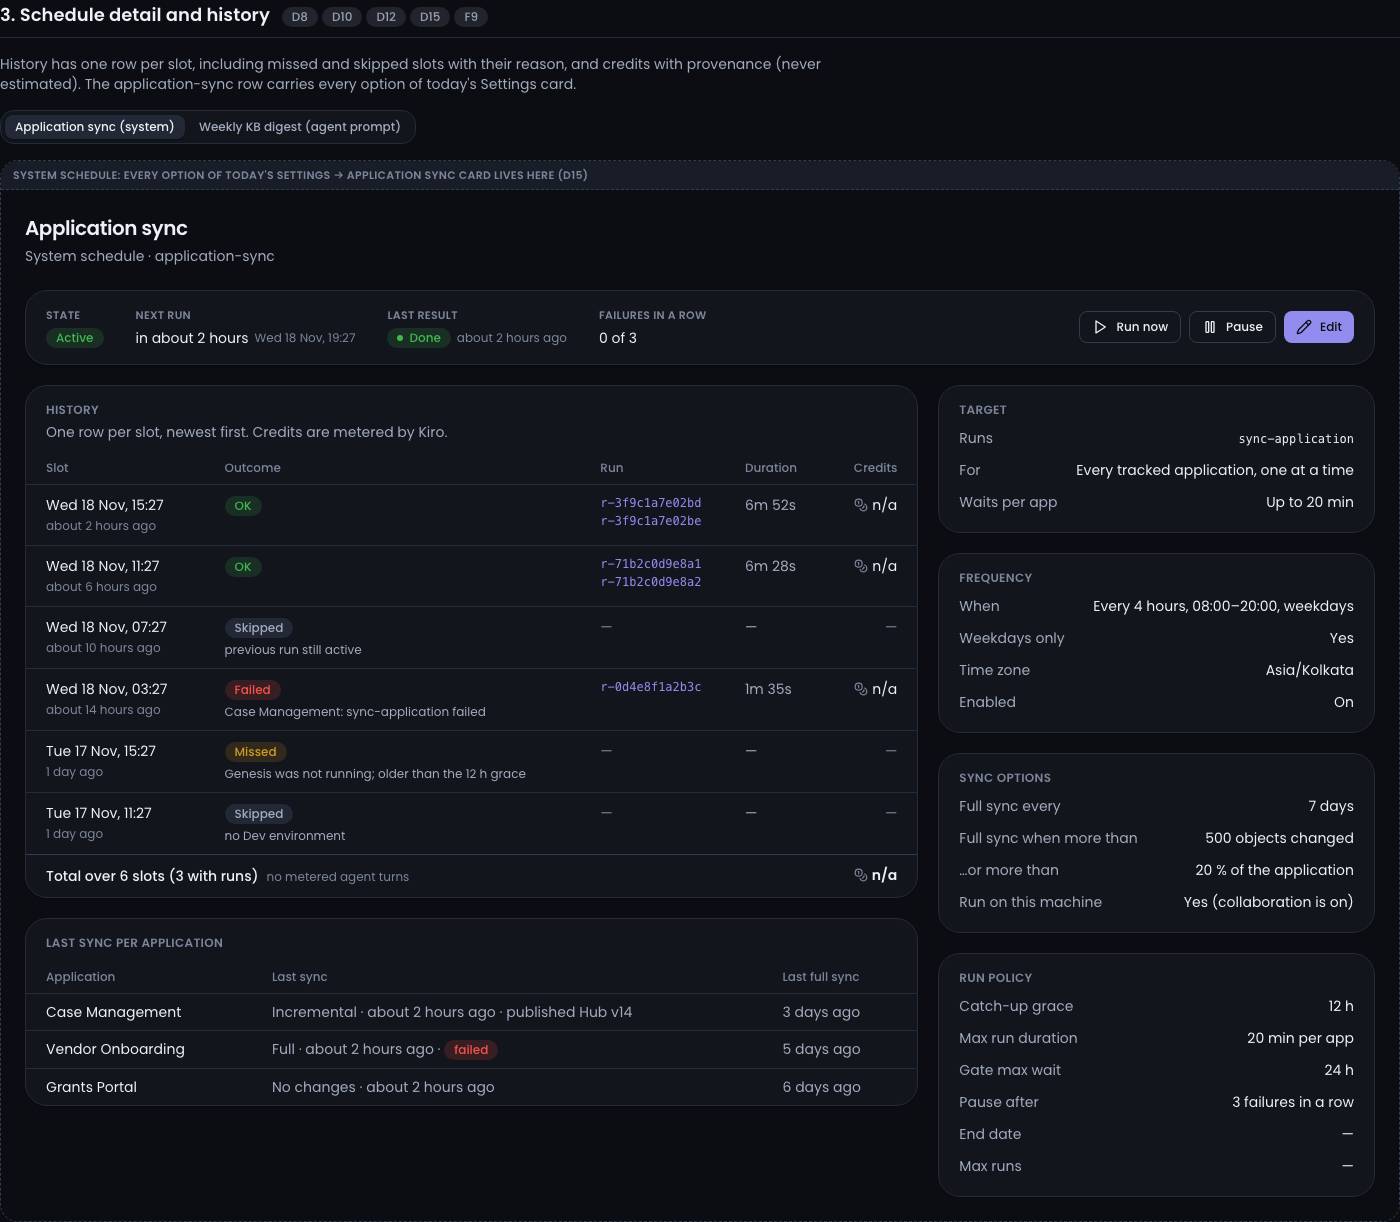 3. Schedule detail and history D8 D10 D12 D15 F9
History has one row per slot, including missed and skipped slots with their reason, and credits with provenance (never
estimated). The application-sync row carries every option of today's Settings card.
Application sync (system) Weekly KB digest (agent prompt)
SYSTEM SCHEDULE: EVERY OPTION OF TODAY'S SETTINGS → APPLICATION SYNC CARD LIVES HERE (D15)
Application sync
System schedule · application-sync
STATE NEXT RUN LAST RESULT FAILURES IN A ROW
Active in about 2 hours Wed 18 Nov, 19:27 Done about 2 hours ago 0 of 3
Run now Pause Edit
HISTORY
One row per slot, newest first. Credits are metered by Kiro.
Slot Outcome Run Duration Credits
Wed 18 Nov, 15:27 OK r-3f9c1a7e02bd 6m 52s n/a
about 2 hours ago r-3f9c1a7e02be
Wed 18 Nov, 11:27 OK r-71b2c0d9e8a1 6m 28s n/a
about 6 hours ago r-71b2c0d9e8a2
Wed 18 Nov, 07:27 Skipped — — —
about 10 hours ago previous run still active
Wed 18 Nov, 03:27 Failed r-0d4e8f1a2b3c 1m 35s n/a
about 14 hours ago Case Management: sync-application failed
Tue 17 Nov, 15:27 Missed — — —
1 day ago Genesis was not running; older than the 12 h grace
Tue 17 Nov, 11:27 Skipped — — —
1 day ago no Dev environment
Total over 6 slots (3 with runs) no metered agent turns n/a
LAST SYNC PER APPLICATION
Application Last sync Last full sync
Case Management Incremental · about 2 hours ago · published Hub v14 3 days ago
Vendor Onboarding Full · about 2 hours ago · failed 5 days ago
Grants Portal No changes · about 2 hours ago 6 days ago
TARGET
Runs sync-application
For Every tracked application, one at a time
Waits per app Up to 20 min
FREQUENCY
When Every 4 hours, 08:00–20:00, weekdays
Weekdays only Yes
Time zone Asia/Kolkata
Enabled On
SYNC OPTIONS
Full sync every 7 days
Full sync when more than 500 objects changed
…or more than 20 % of the application
Run on this machine Yes (collaboration is on)
RUN POLICY
Catch-up grace 12 h
Max run duration 20 min per app
Gate max wait 24 h
Pause after 3 failures in a row
End date —
Max runs —